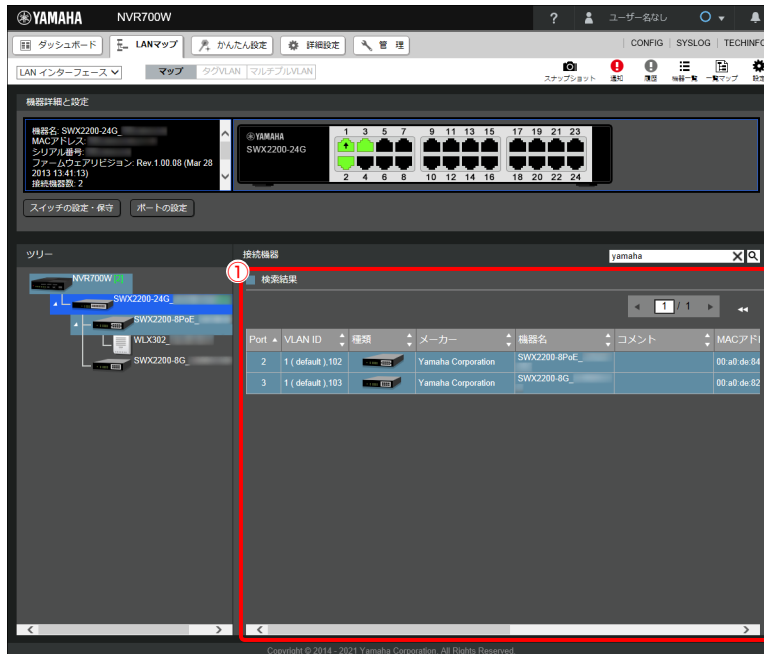 YAMAHA NVR700W ? ユーザー名なし
ダッシュボード LANマップ かんたん設定 詳細設定 管 理 CONFIG SYSLOG TECHINFO
LAN インターフェース マップ タグVLAN マルチプルVLAN スナップショット 通知 履歴 機器一覧 一覧マップ 設定
機器詳細と設定
機器名: SWX2200-24G_
MACアドレス
シリアル番号
ファームウェアリビジョン: Rev.1.00.08 (Mar 28
2013 13:41:13)
接続機器数: 2
YAMAHA
SWX2200-24G
1 3 5 7 9 11 13 15 17 19 21 23
2 4 6 8 10 12 14 16 18 20 22 24
スイッチの設定・保守 ポートの設定
ツリー
NVR700W [2]
SWX2200-24G_
SWX2200-8PoE_
WLX302_
SWX2200-8G_
接続機器 yamaha
①
検索結果
1 / 1
Port VLAN ID 種類 メーカー 機器名 コメント MACアドレ
2 1 ( default ),102 Yamaha Corporation SWX2200-8PoE_ 00:a0:de:84
3 1 ( default ),103 Yamaha Corporation SWX2200-8G_ 00:a0:de:82
Copyright © 2014 - 2021 Yamaha Corporation. All Rights Reserved.